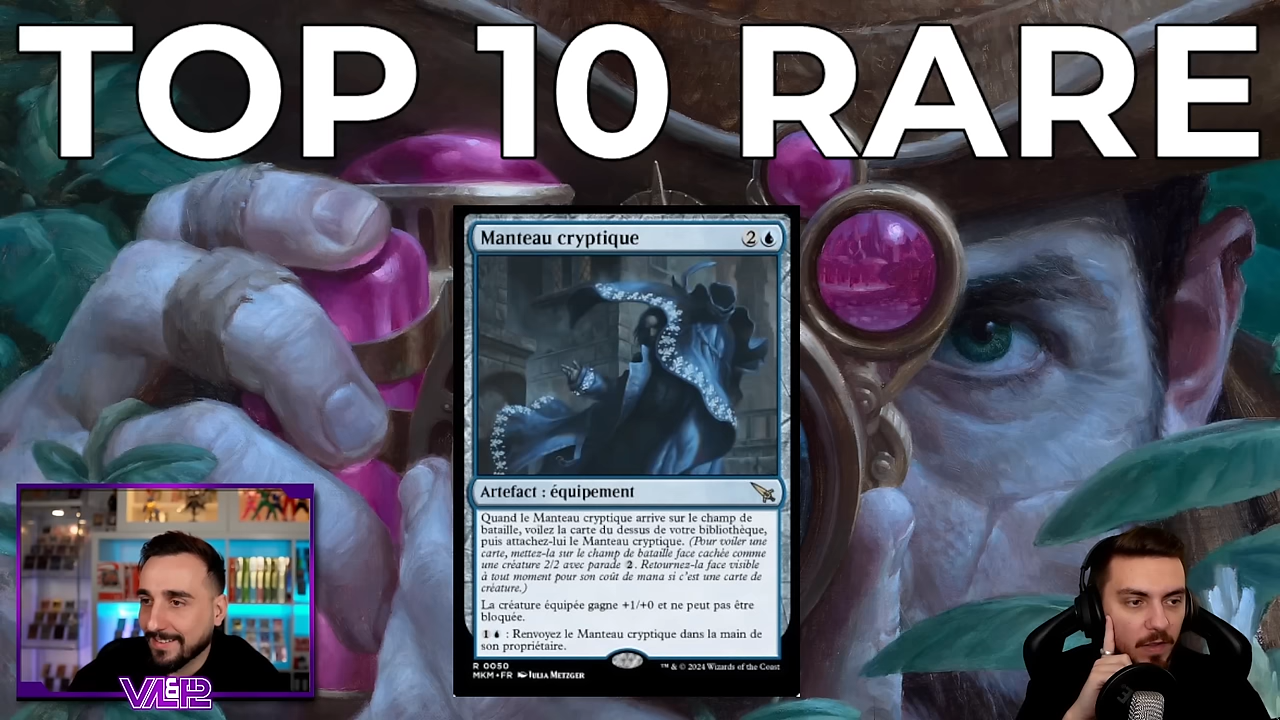 TOP 10 RARE
Manteau cryptique 2
Artefact : équipement
Quand le Manteau cryptique arrive sur le champ de
bataille, voilez la carte du dessus de votre bibliothèque,
puis attachez-lui le Manteau cryptique. (Pour voiler une
carte, mettez-la sur le champ de bataille face cachée comme
une créature 2/2 avec parade 2. Retournez-la face visible
à tout moment pour son coût de mana si c'est une carte de
créature.)
La créature équipée gagne +1/+0 et ne peut pas être
bloquée.
1 : Renvoyez le Manteau cryptique dans la main de
son propriétaire.
R 0050
MKM • FR IULIA METZGER
™ & © 2024 Wizards of the Coast